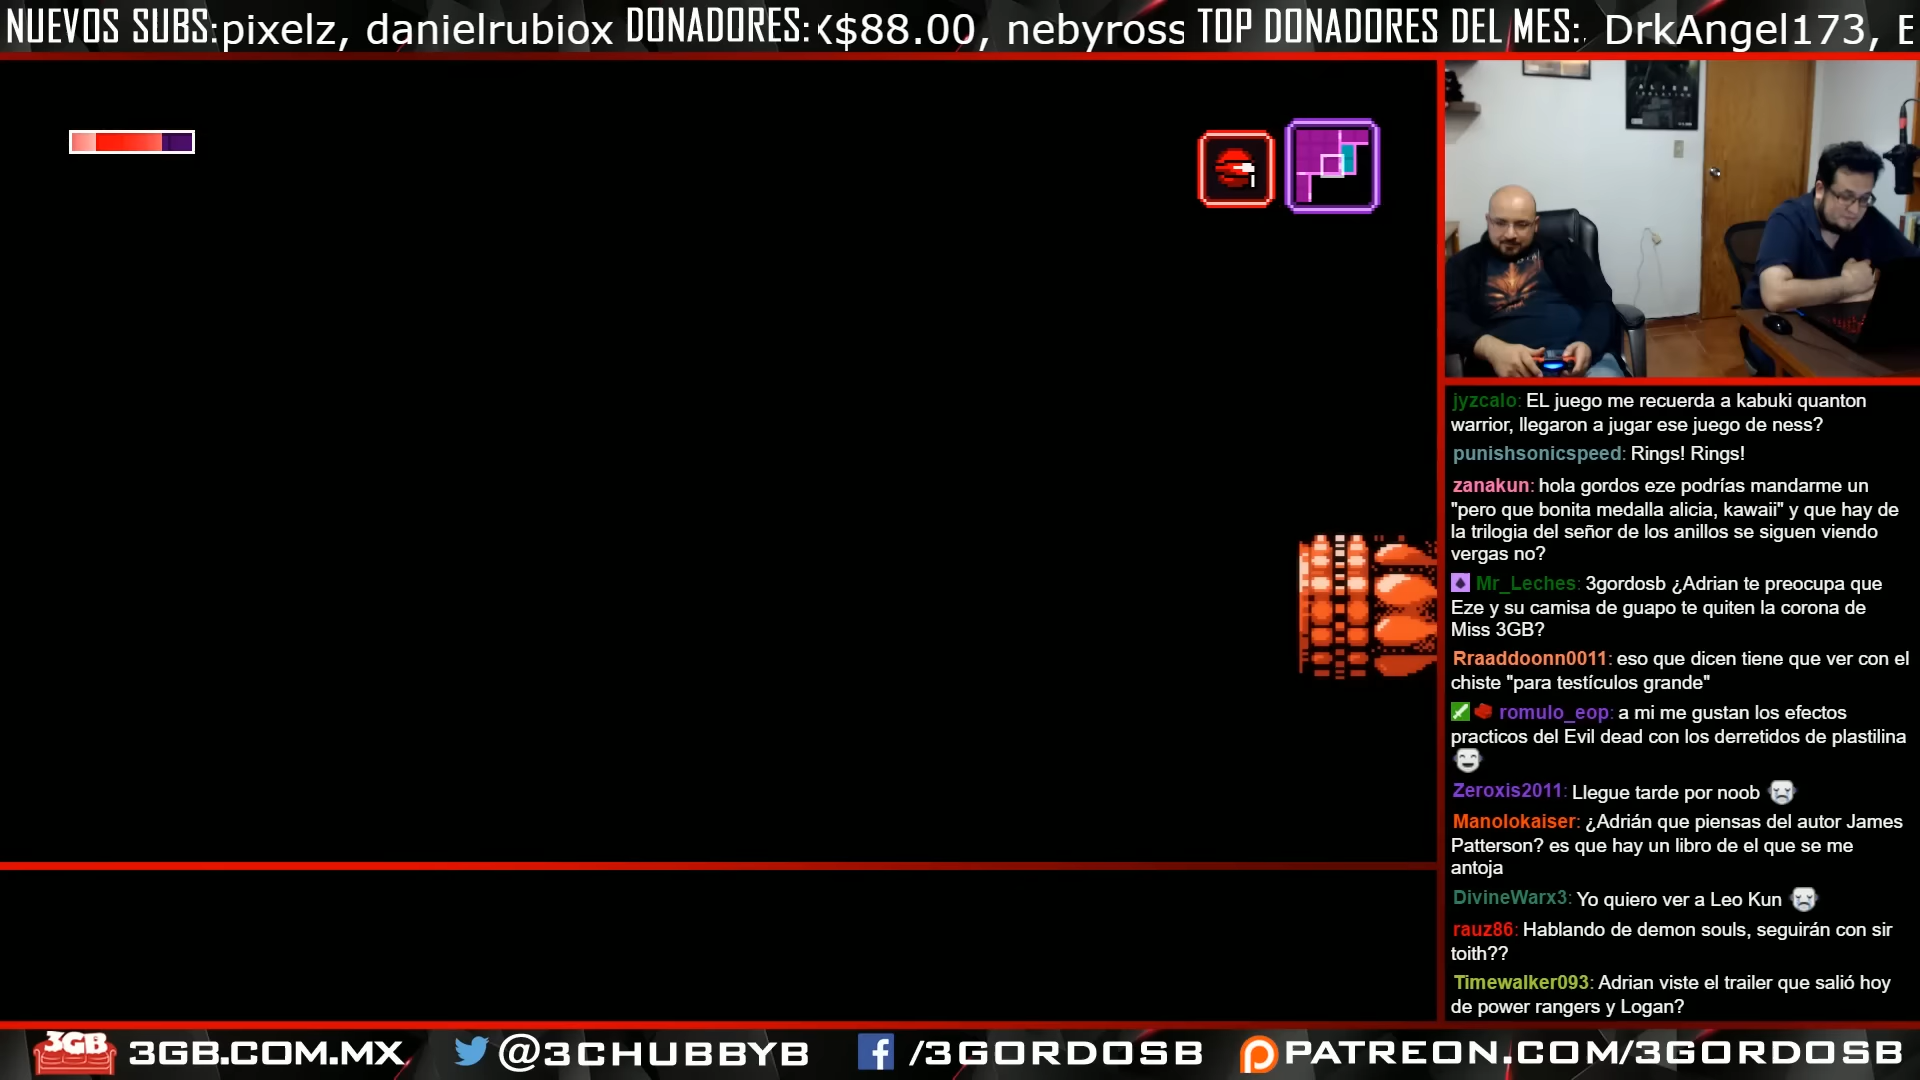 NUEVOS SUBS: pixelz, danielrubiox DONADORES: X$88.00, nebyross TOP DONADORES DEL MES: DrkAngel173, E
ALIEN
ISOLATION
jyzcalo: EL juego me recuerda a kabuki quanton
warrior, llegaron a jugar ese juego de ness?
punishsonicspeed: Rings! Rings!
zanakun: hola gordos eze podrías mandarme un
"pero que bonita medalla alicia, kawaii" y que hay de
la trilogia del señor de los anillos se siguen viendo
vergas no?
Mr_Leches: 3gordosb ¿Adrian te preocupa que
Eze y su camisa de guapo te quiten la corona de
Miss 3GB?
Rraaddoonn0011: eso que dicen tiene que ver con el
chiste "para testículos grande"
romulo_eop: a mi me gustan los efectos
practicos del Evil dead con los derretidos de plastilina
Zeroxis2011: Llegue tarde por noob
Manolokaiser: ¿Adrián que piensas del autor James
Patterson? es que hay un libro de el que se me
antoja
DivineWarx3: Yo quiero ver a Leo Kun
rauz86: Hablando de demon souls, seguirán con sir
toith??
Timewalker093: Adrian viste el trailer que salió hoy
de power rangers y Logan?
3GB 3GB.COM.MX @3CHUBBYB /3GORDOSB PATREON.COM/3GORDOSB